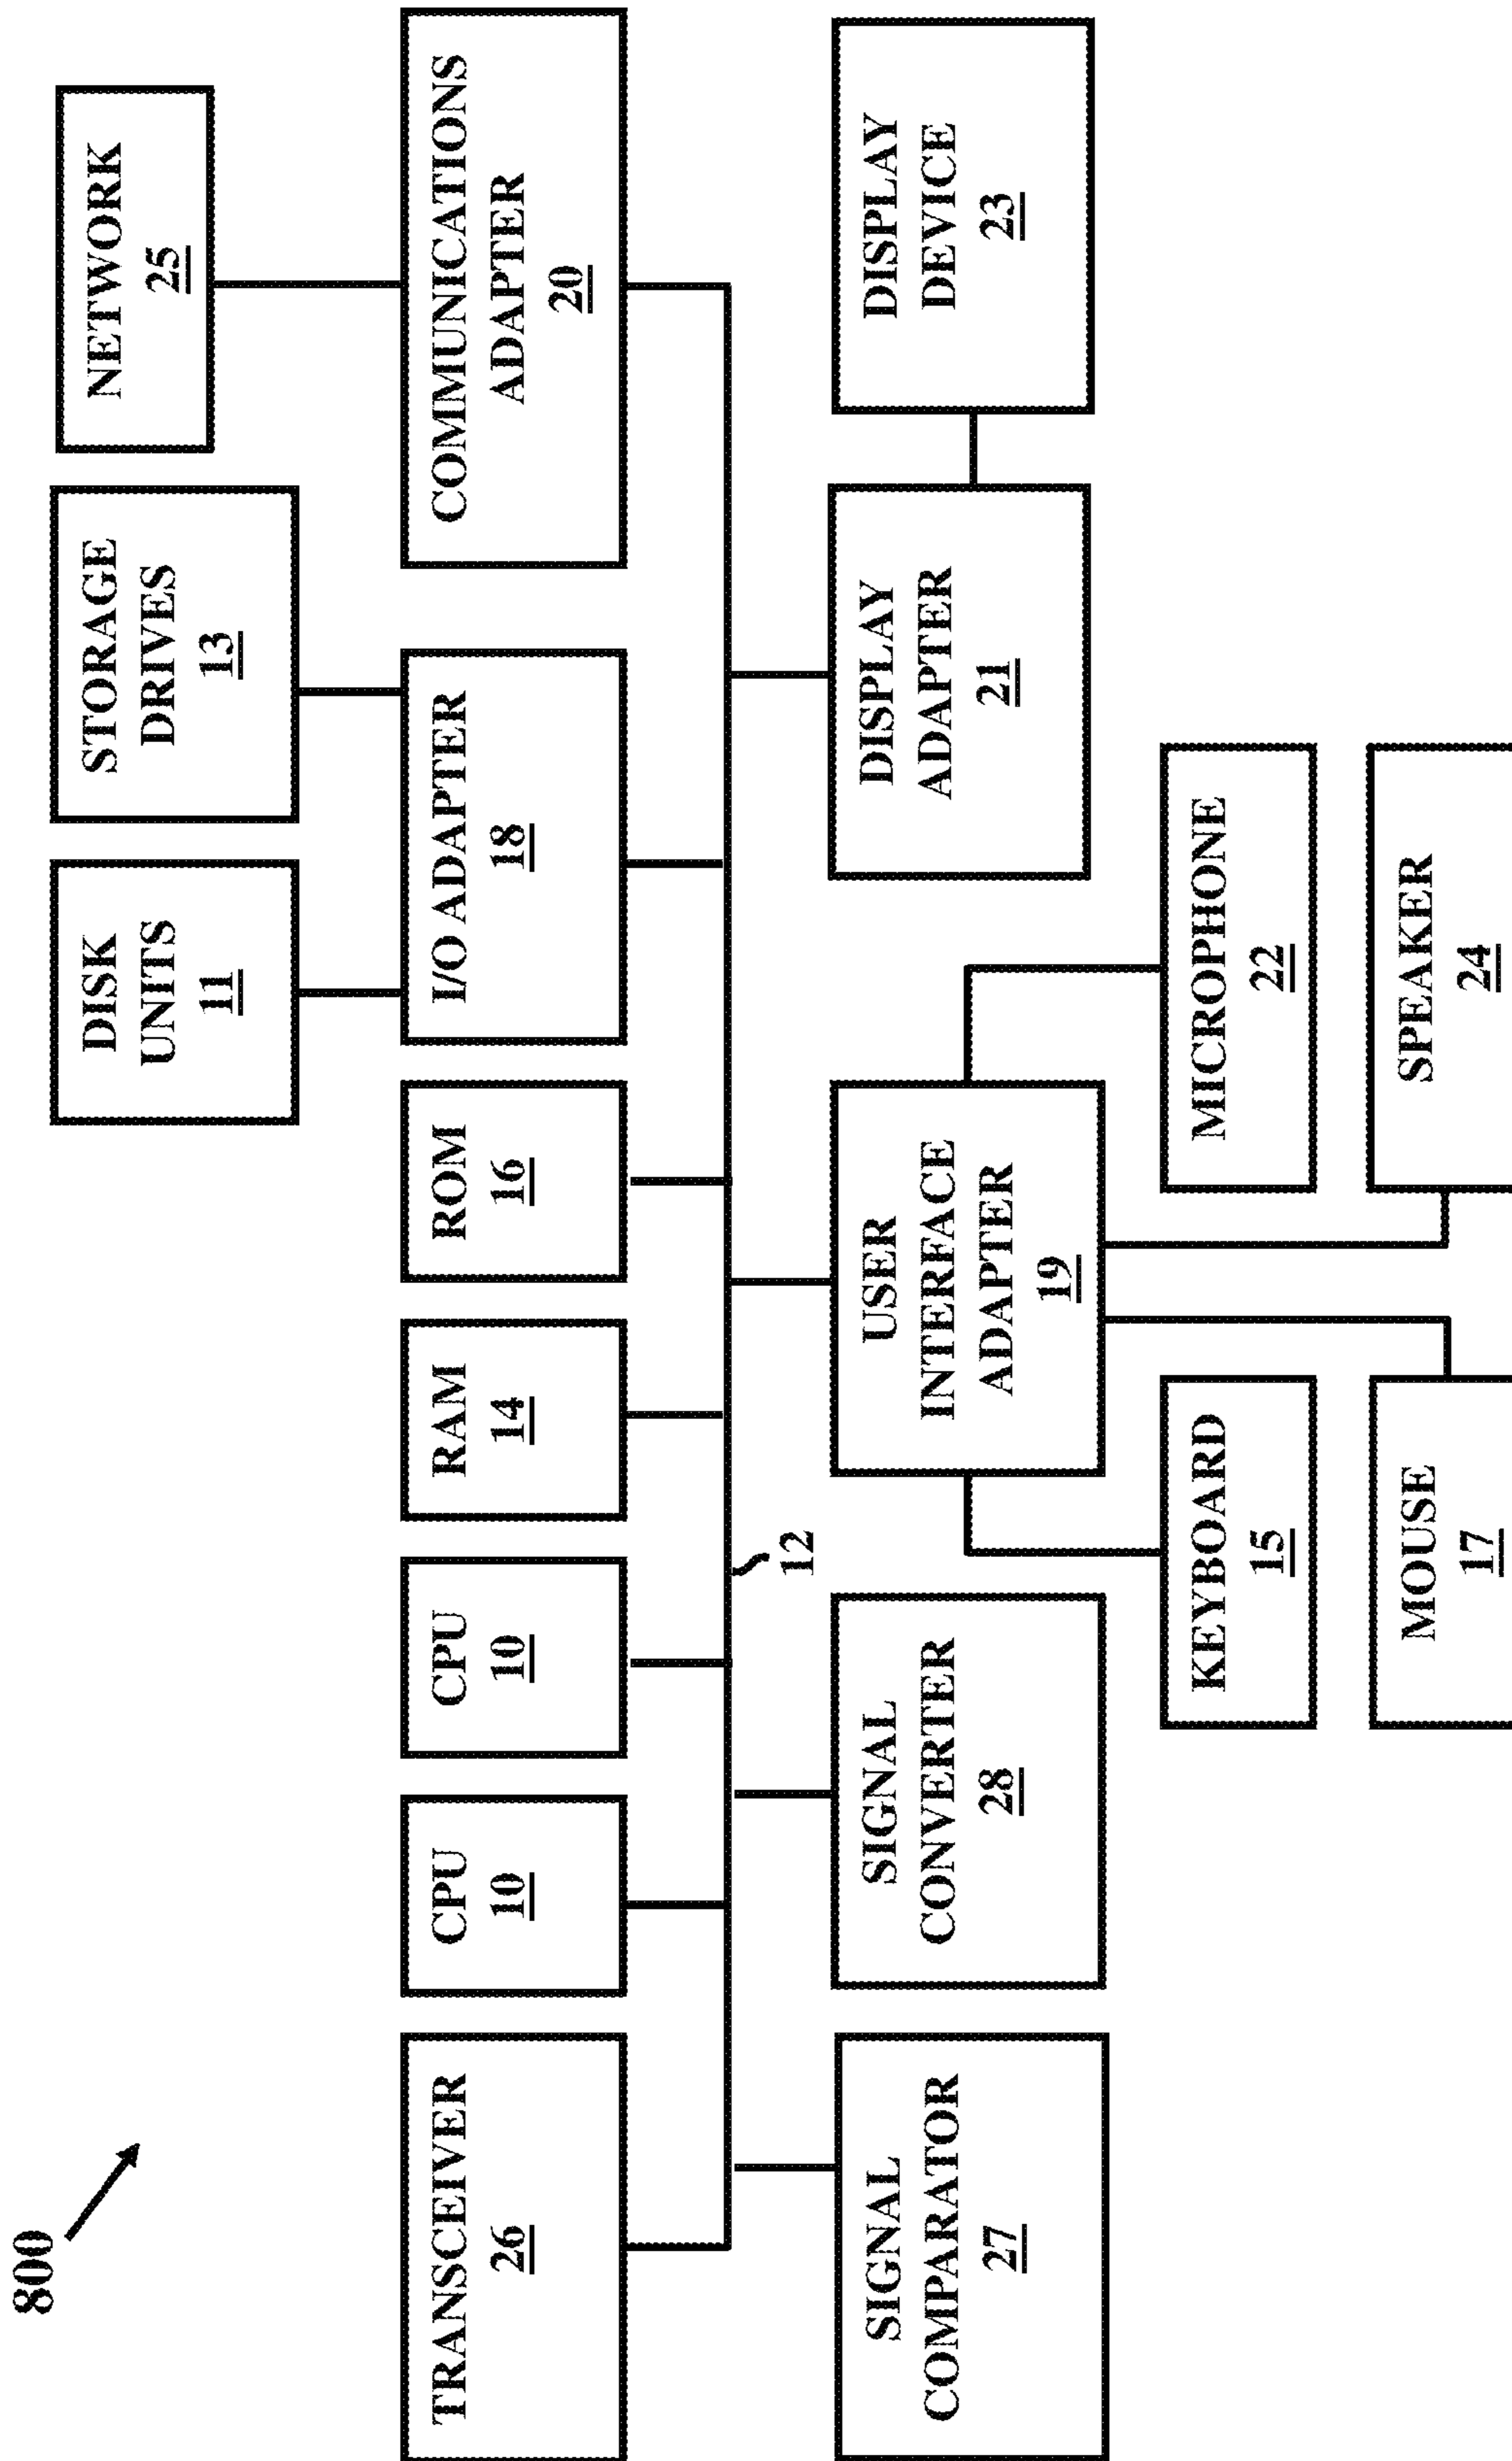 800
NETWORK
25
DISK
UNITS
11
STORAGE
DRIVES
13
TRANSCEIVER
26
CPU
10
CPU
10
RAM
14
ROM
16
I/O ADAPTER
18
COMMUNICATIONS
ADAPTER
20
12
SIGNAL
COMPARATOR
27
SIGNAL
CONVERTER
28
USER
INTERFACE
ADAPTER
19
DISPLAY
ADAPTER
21
DISPLAY
DEVICE
23
KEYBOARD
15
MICROPHONE
22
MOUSE
17
SPEAKER
24